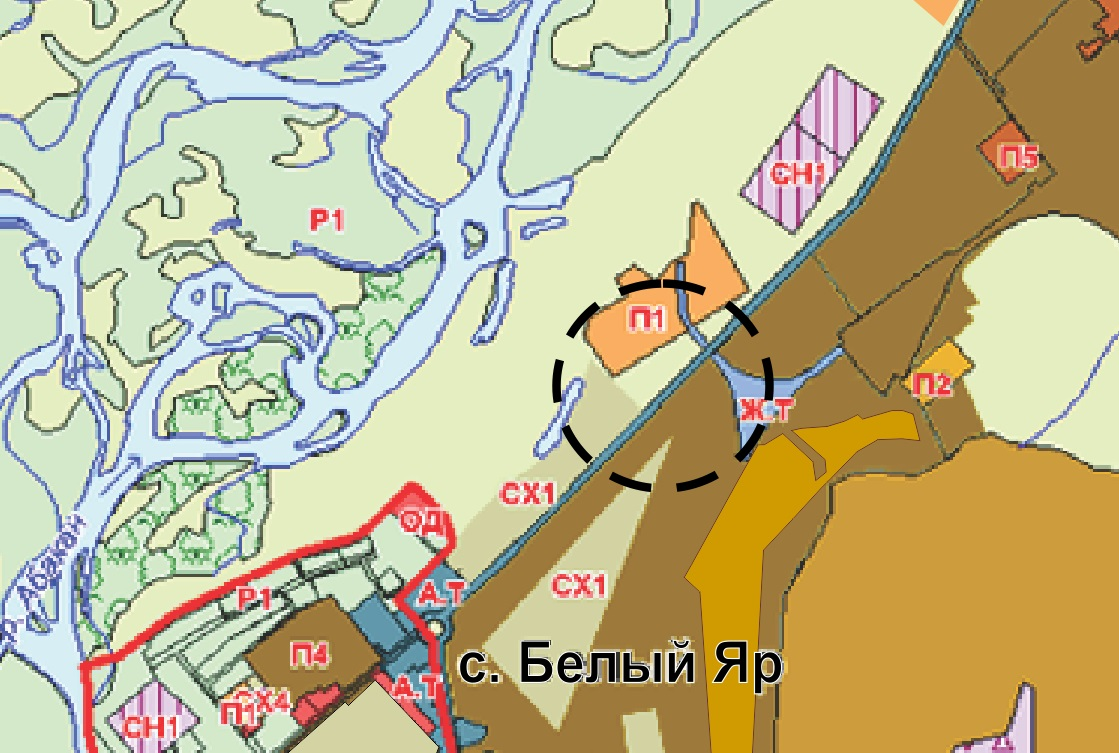 П5
СН1
Р1
П1
П2
Ж.Т
СХ1
ОД
р. Абакан
СХ1
А.Т
Р1
с. Белый Яр
П4
А.Т
СХ4
П1
СН1